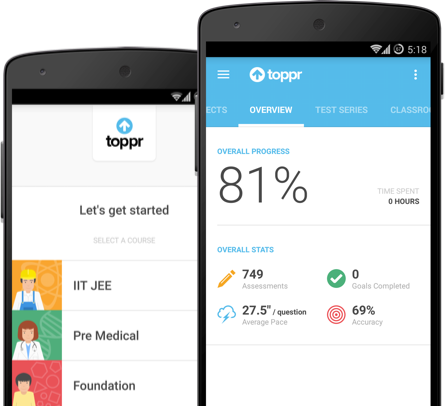 toppr
Let's get started
SELECT A COURSE
IIT JEE
Pre Medical
Foundation
5:18
toppr
ECTS OVERVIEW TEST SERIES CLASSRO
OVERALL PROGRESS
81%
TIME SPENT
0 HOURS
OVERALL STATS
749
Assessments
0
Goals Completed
27.5" / question
Average Pace
69%
Accuracy